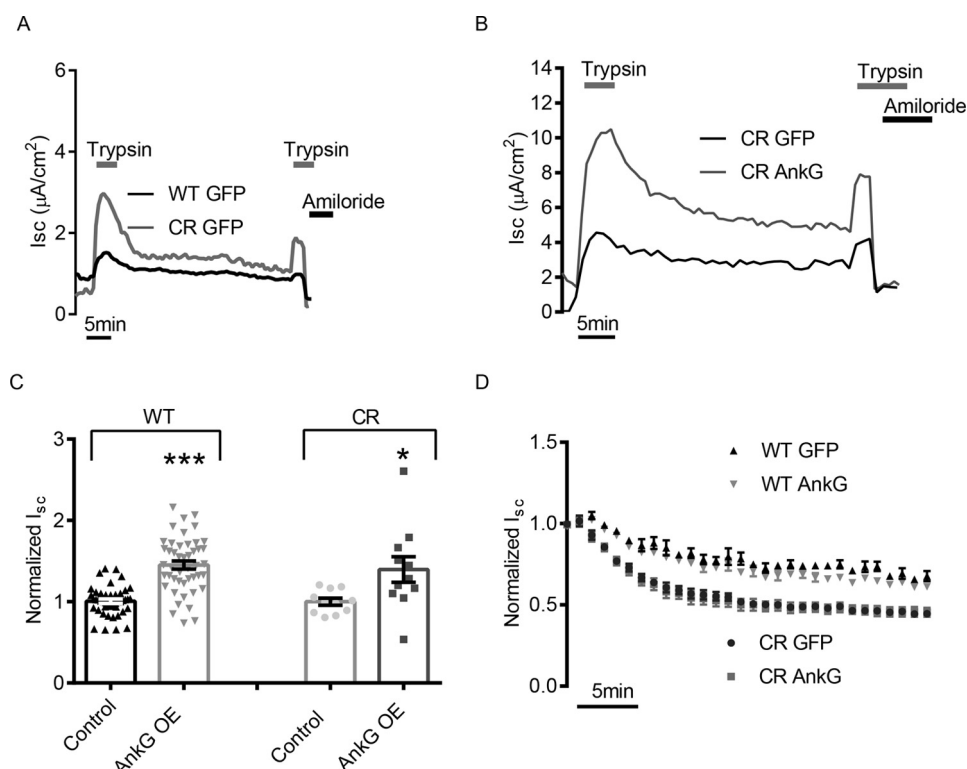 A
6
4
2
0
Isc (μA/cm²)
Trypsin
Trypsin
WT GFP
CR GFP
Amiloride
5min
B
14
12
10
8
6
4
2
0
Isc (μA/cm²)
Trypsin
Trypsin
Amiloride
CR GFP
CR AnkG
5min
C
3
2
1
0
Normalized Isc
WT
CR
***
*
Control
AnkG OE
Control
AnkG OE
D
1.5
1.0
0.5
0.0
Normalized Isc
WT GFP
WT AnkG
CR GFP
CR AnkG
5min